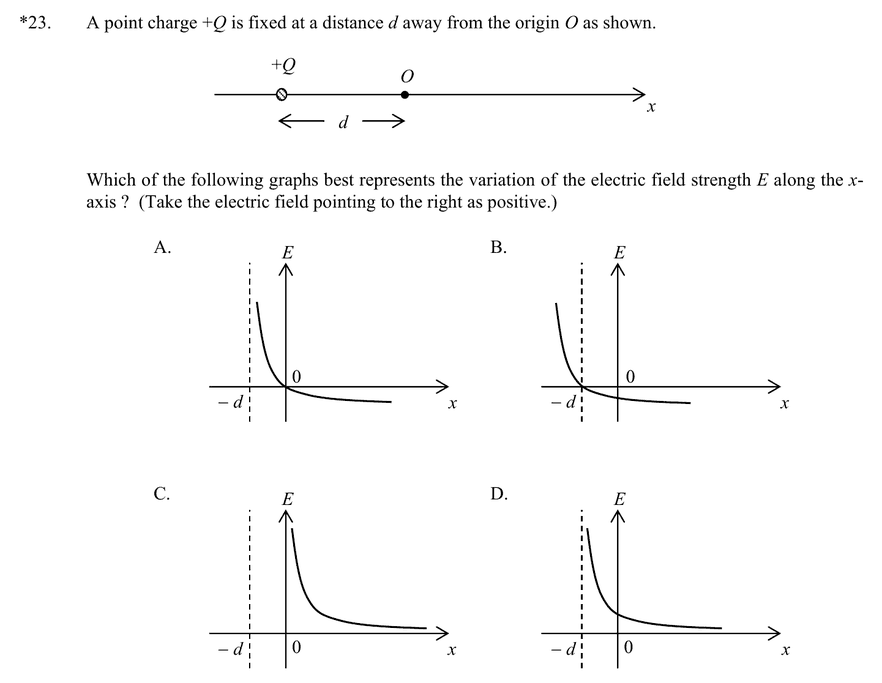 *23. A point charge +Q is fixed at a distance d away from the origin O as shown.
+Q
O
x
d
Which of the following graphs best represents the variation of the electric field strength E along the x-
axis ? (Take the electric field pointing to the right as positive.)
A. B.
E E
0 0
– d x – d x
C. D.
E E
– d 0 x – d 0 x